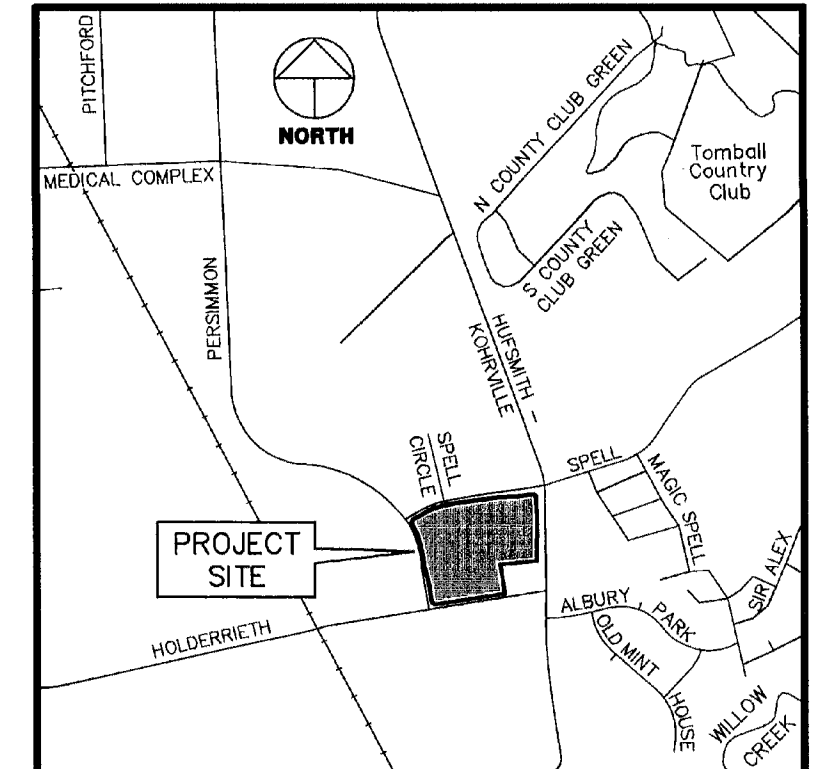 PITCHFORD
NORTH
MEDICAL COMPLEX
N COUNTY CLUB GREEN
Tomball
Country
Club
S COUNTY
CLUB GREEN
PERSIMMON
HUFSMITH -
KOHRVILLE
SPELL
CIRCLE
SPELL
MAGIC SPELL
PROJECT
SITE
SIR ALEX
ALBURY PARK
HOLDERRIETH
OLD MINT HOUSE
WILLOW
CREEK